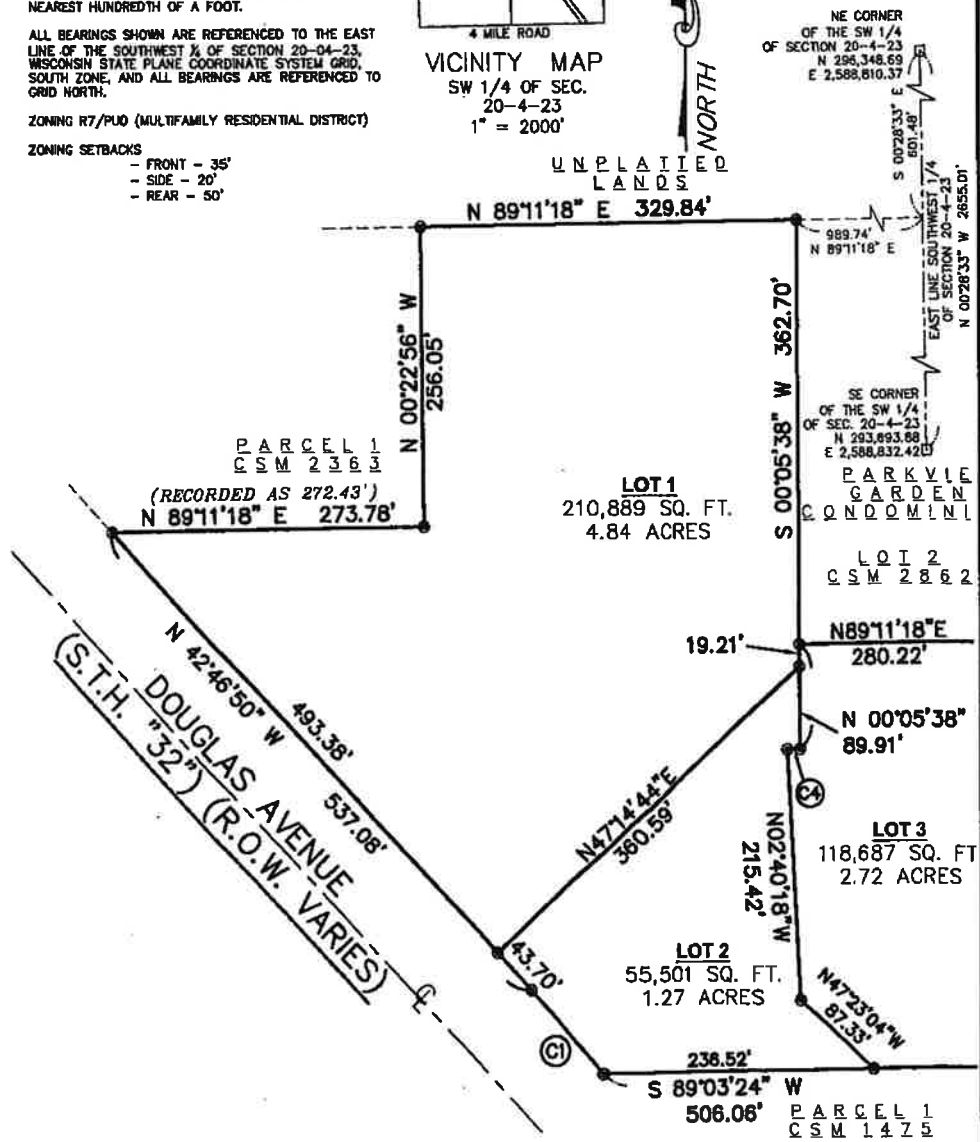 NEAREST HUNDREDTH OF A FOOT.
ALL BEARINGS SHOWN ARE REFERENCED TO THE EAST
LINE OF THE SOUTHWEST ¼ OF SECTION 20-04-23,
WISCONSIN STATE PLANE COORDINATE SYSTEM GRID,
SOUTH ZONE, AND ALL BEARINGS ARE REFERENCED TO
GRID NORTH.
ZONING R7/PUD (MULTIFAMILY RESIDENTIAL DISTRICT)
ZONING SETBACKS
- FRONT - 35'
- SIDE - 20'
- REAR - 50'
4 MILE ROAD
VICINITY MAP
SW 1/4 OF SEC.
20-4-23
1" = 2000'
NORTH
NE CORNER
OF THE SW 1/4
OF SECTION 20-4-23
N 296,348.69
E 2,588,810.37
S 00°28'33" E
601.48'
EAST LINE SOUTHWEST 1/4
OF SECTION 20-4-23
N 00°28'33" W 2655.01'
UNPLATTED
LANDS
N 89°11'18" E 329.84'
989.74'
N 89°11'18" E
N 00°22'56" W
256.05'
S 00°05'38" W 362.70'
SE CORNER
OF THE SW 1/4
OF SEC. 20-4-23
N 293,693.68
E 2,588,832.42
PARCEL 1
CSM 2363
(RECORDED AS 272.43')
N 89°11'18" E 273.78'
LOT 1
210,889 SQ. FT.
4.84 ACRES
PARKVIE
GARDEN
CONDOMINI
LOT 2
CSM 2862
19.21'
N89°11'18"E
280.22'
N 42°46'50" W
493.38'
537.08'
DOUGLAS AVENUE
(S.T.H. "32") (R.O.W. VARIES)
N 00°05'38"
89.91'
C4
N47°14'44"E
360.59'
N02°40'18"W
215.42'
LOT 3
118,687 SQ. FT
2.72 ACRES
43.70'
LOT 2
55,501 SQ. FT.
1.27 ACRES
N47°23'04"W
87.33'
C1
236.52'
S 89°03'24" W
506.06'
PARCEL 1
CSM 1475